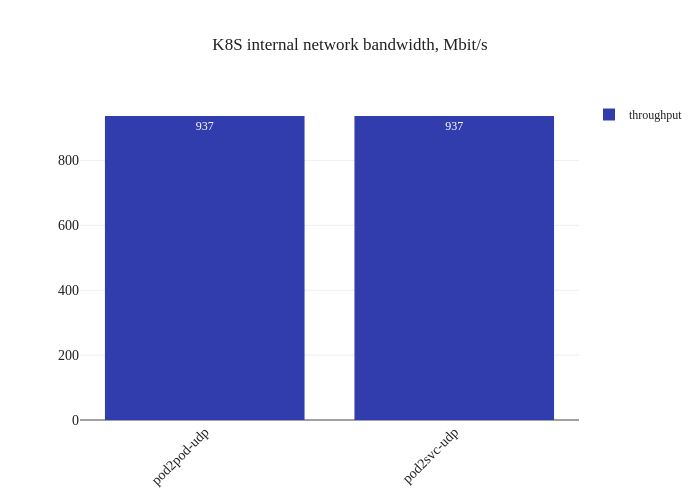 K8S internal network bandwidth, Mbit/s
throughput
937
937
800
600
400
200
0
pod2pod-udp
pod2svc-udp